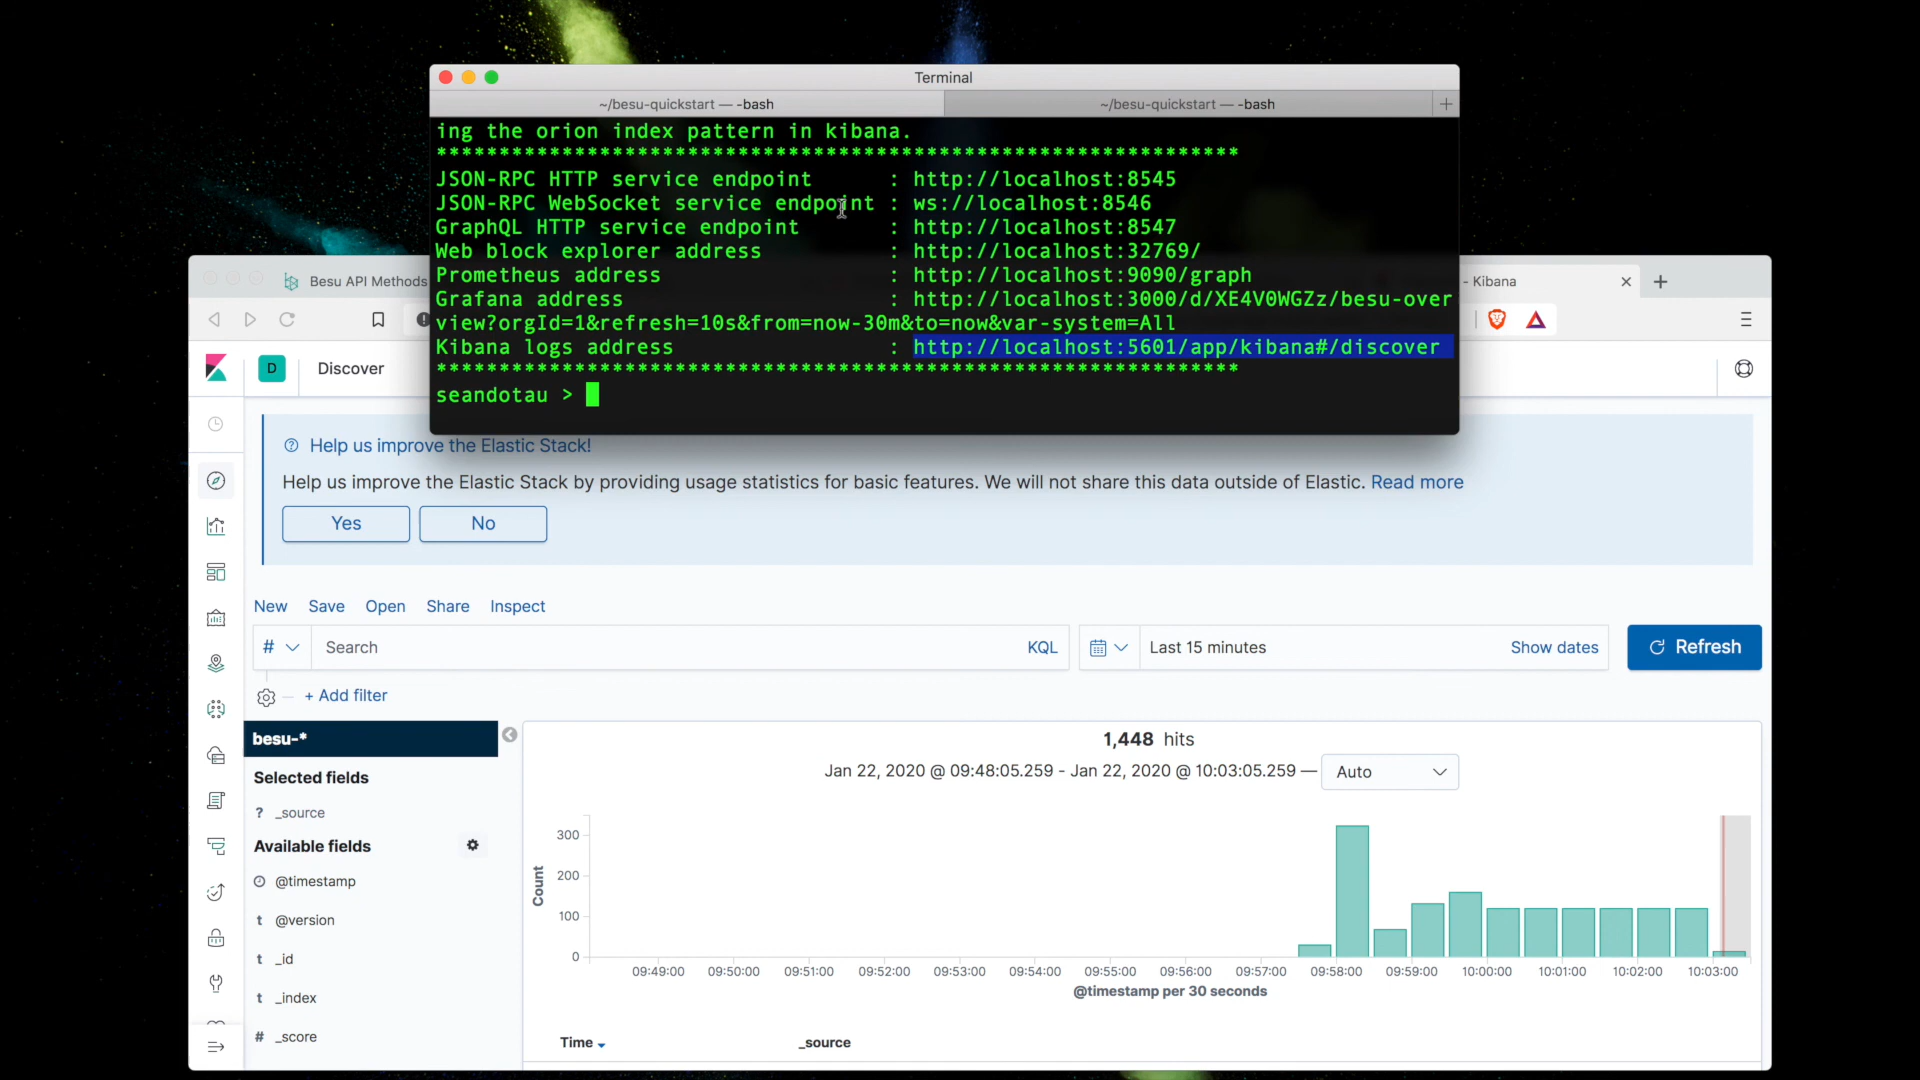 Terminal
~/besu-quickstart — -bash
~/besu-quickstart — -bash
ing the orion index pattern in kibana.
***************************************************************
JSON-RPC HTTP service endpoint : http://localhost:8545
JSON-RPC WebSocket service endpoint : ws://localhost:8546
GraphQL HTTP service endpoint : http://localhost:8547
Web block explorer address : http://localhost:32769/
Prometheus address : http://localhost:9090/graph
Grafana address : http://localhost:3000/d/XE4V0WGZz/besu-over
view?orgId=1&refresh=10s&from=now-30m&to=now&var-system=All
Kibana logs address : http://localhost:5601/app/kibana#/discover
***************************************************************
seandotau >
Besu API Methods
- Kibana
D
Discover
Help us improve the Elastic Stack!
Help us improve the Elastic Stack by providing usage statistics for basic features. We will not share this data outside of Elastic. Read more
Yes
No
New Save Open Share Inspect
# Search KQL
Last 15 minutes Show dates
Refresh
+ Add filter
besu-*
Selected fields
? _source
Available fields
@timestamp
t @version
t _id
t _index
# _score
1,448 hits
Jan 22, 2020 @ 09:48:05.259 - Jan 22, 2020 @ 10:03:05.259 — Auto
Count
300
200
100
0
09:49:00 09:50:00 09:51:00 09:52:00 09:53:00 09:54:00 09:55:00 09:56:00 09:57:00 09:58:00 09:59:00 10:00:00 10:01:00 10:02:00 10:03:00
@timestamp per 30 seconds
Time _source